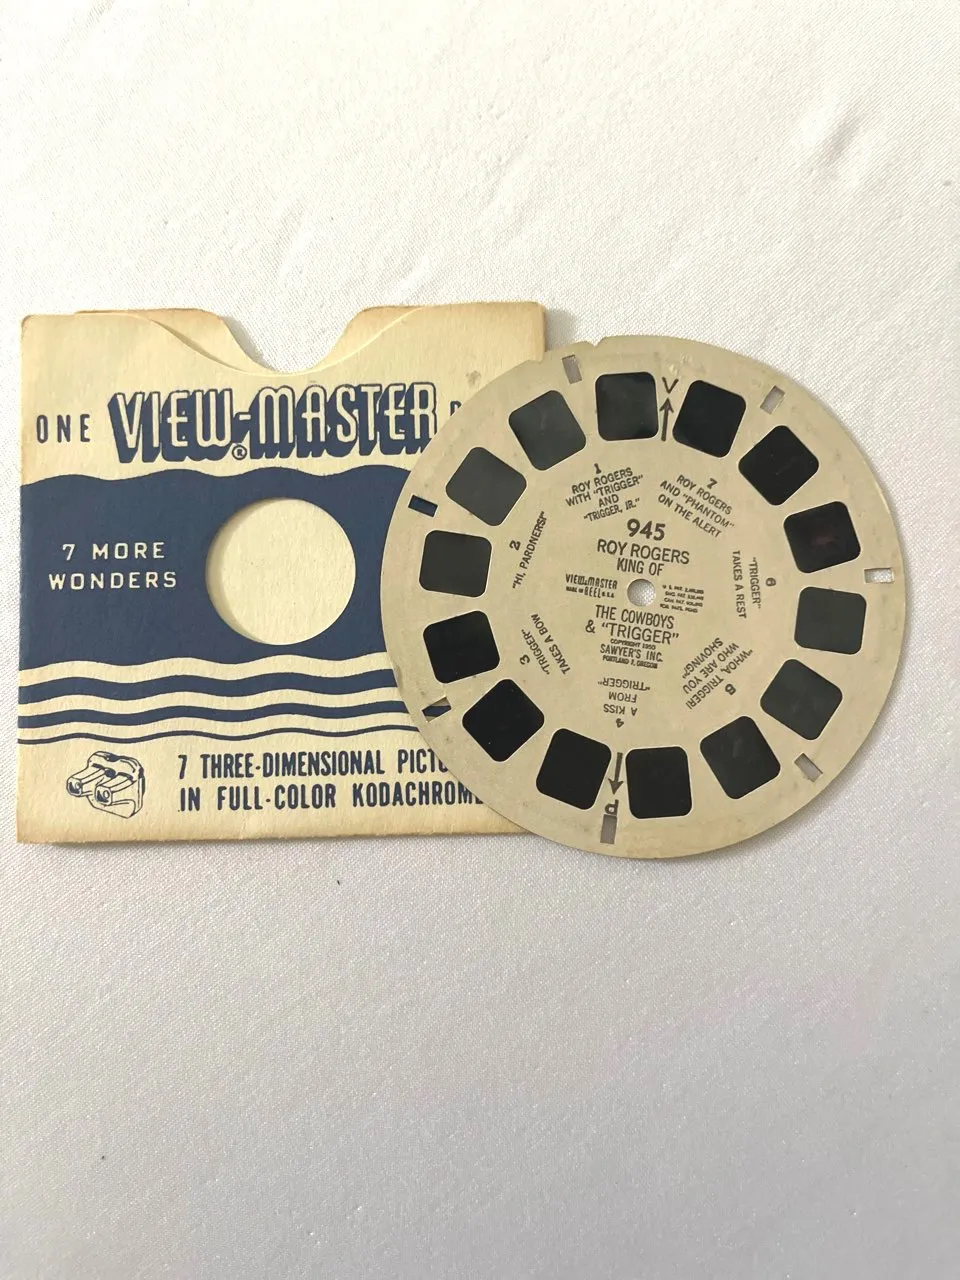 ONE VIEW-MASTER®
7 MORE
WONDERS
7 THREE-DIMENSIONAL
IN FULL-COLOR KODACHROME
V
1
ROY ROGERS
WITH "TRIGGER"
AND
"TRIGGER, JR."
7
ROY ROGERS
AND "PHANTOM"
ON THE ALERT
2
"HI, PARDNERS!"
945
ROY ROGERS
KING OF
VIEW-MASTER
REEL
THE COWBOYS
& "TRIGGER"
COPYRIGHT 1950
SAWYER'S INC.
PORTLAND 7, OREGON
6
"TRIGGER"
TAKES A REST
3
"TRIGGER"
TAKES A BOW
4
A KISS
FROM
"TRIGGER"
5
"WHOA, TRIGGER!
WHO ARE YOU
SHOVING!"